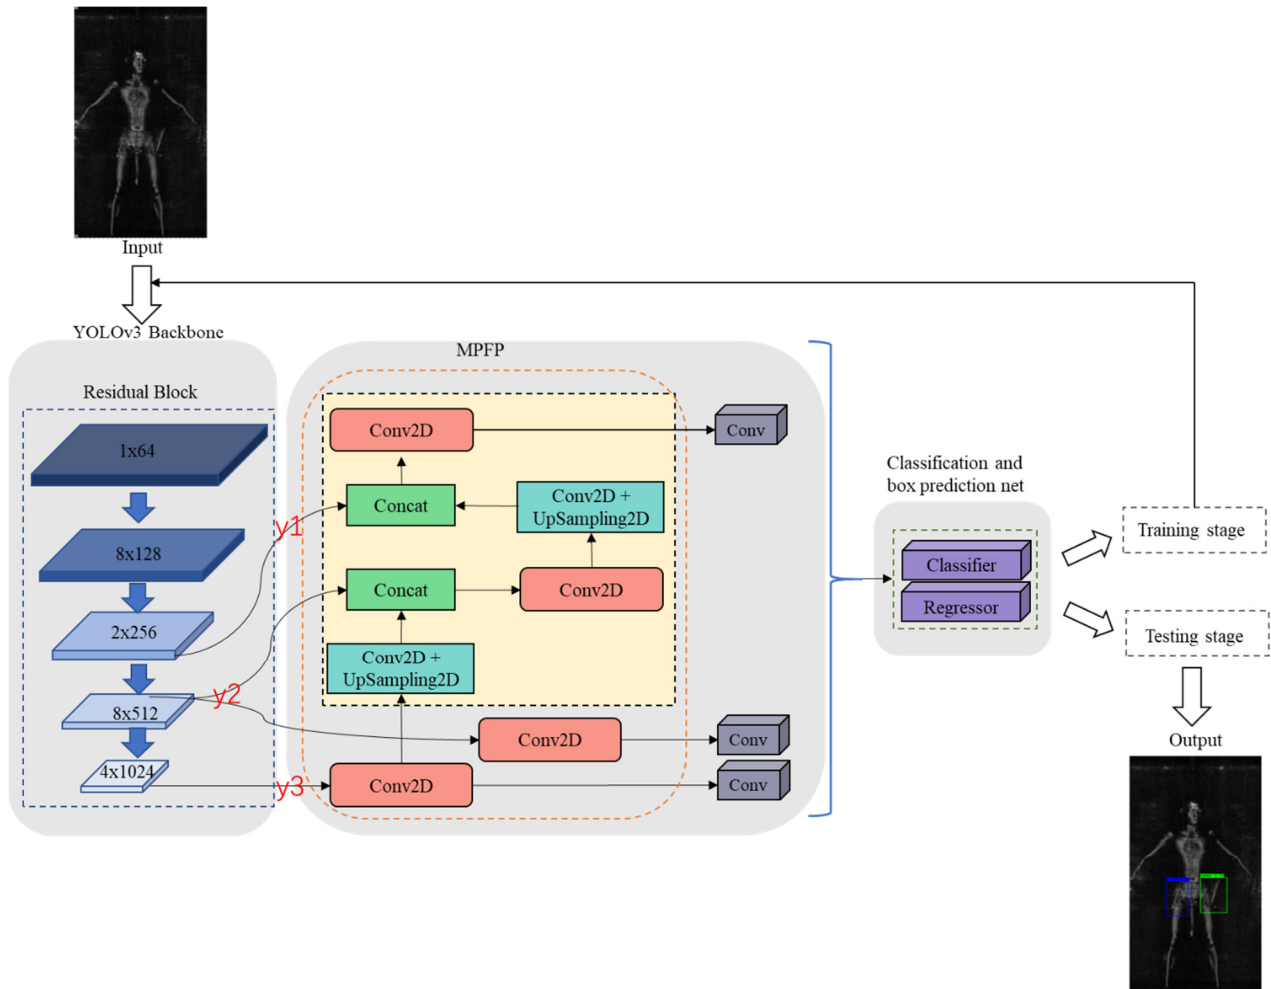 Input
YOLOv3 Backbone
Residual Block
1x64
8x128
2x256
8x512
4x1024
y1
y2
y3
MPFP
Conv2D
Conv
Concat
Conv2D +
UpSampling2D
Concat
Conv2D
Conv2D +
UpSampling2D
Conv2D
Conv
Conv2D
Conv
Classification and
box prediction net
Classifier
Regressor
Training stage
Testing stage
Output